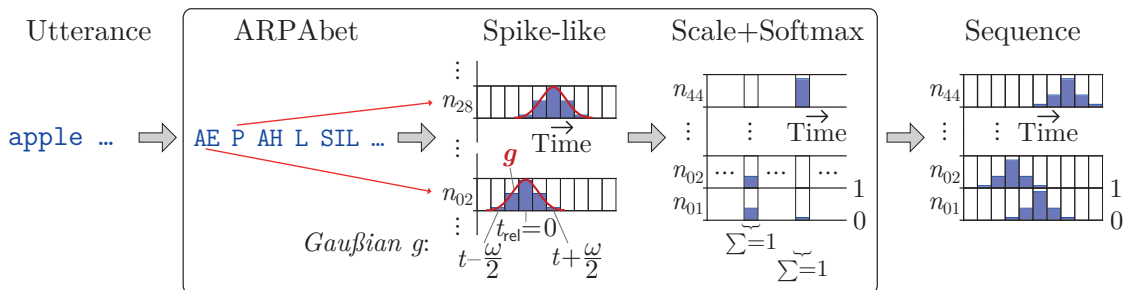 Utterance
ARPAbet
Spike-like
Scale+Softmax
Sequence
apple ...
AE P AH L SIL ...
⋮
n28
⋮
Time
g
n02
⋮
Gaußian g:
t_rel=0
t−ω/2
t+ω/2
n44
⋮ ⋮
Time
n02 ... ... ...
1
n01
0
∑=1
∑=1
n44
⋮ ⋮
Time
n02
1
n01
0